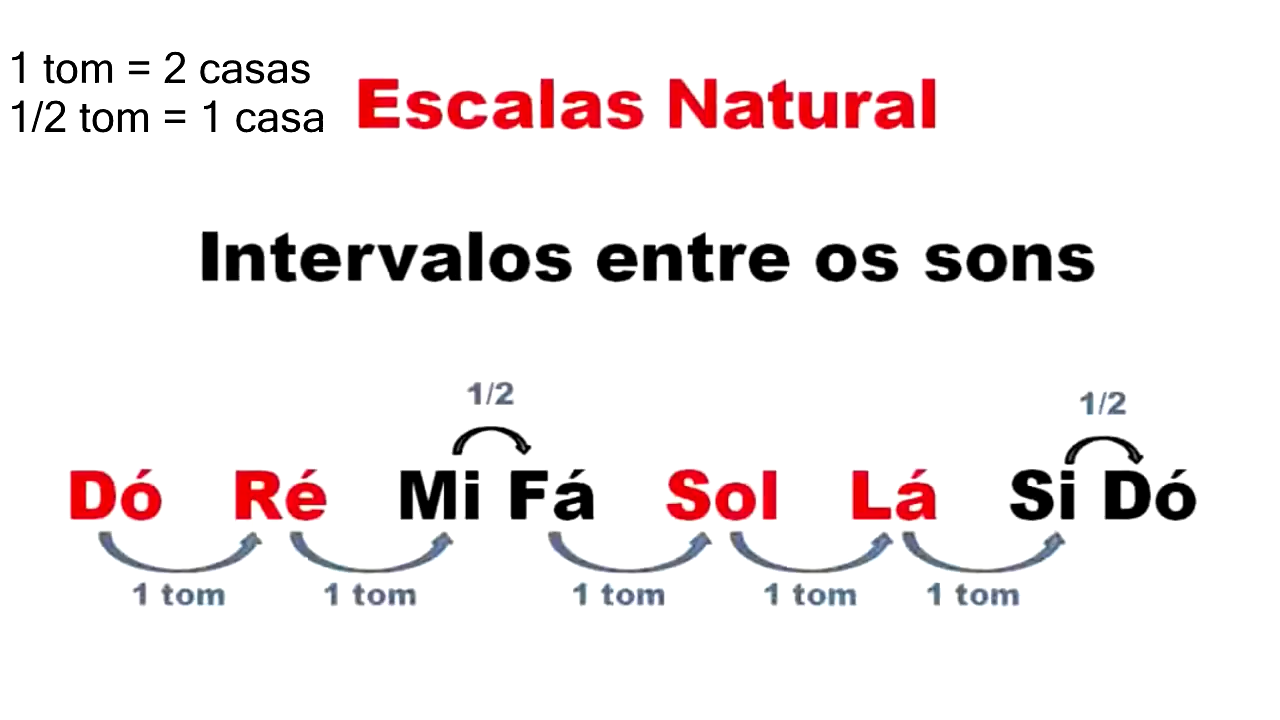 1 tom = 2 casas
1/2 tom = 1 casa
Escalas Natural
Intervalos entre os sons
1/2 1/2
Dó Ré Mi Fá Sol Lá Si Dó
1 tom 1 tom 1 tom 1 tom 1 tom